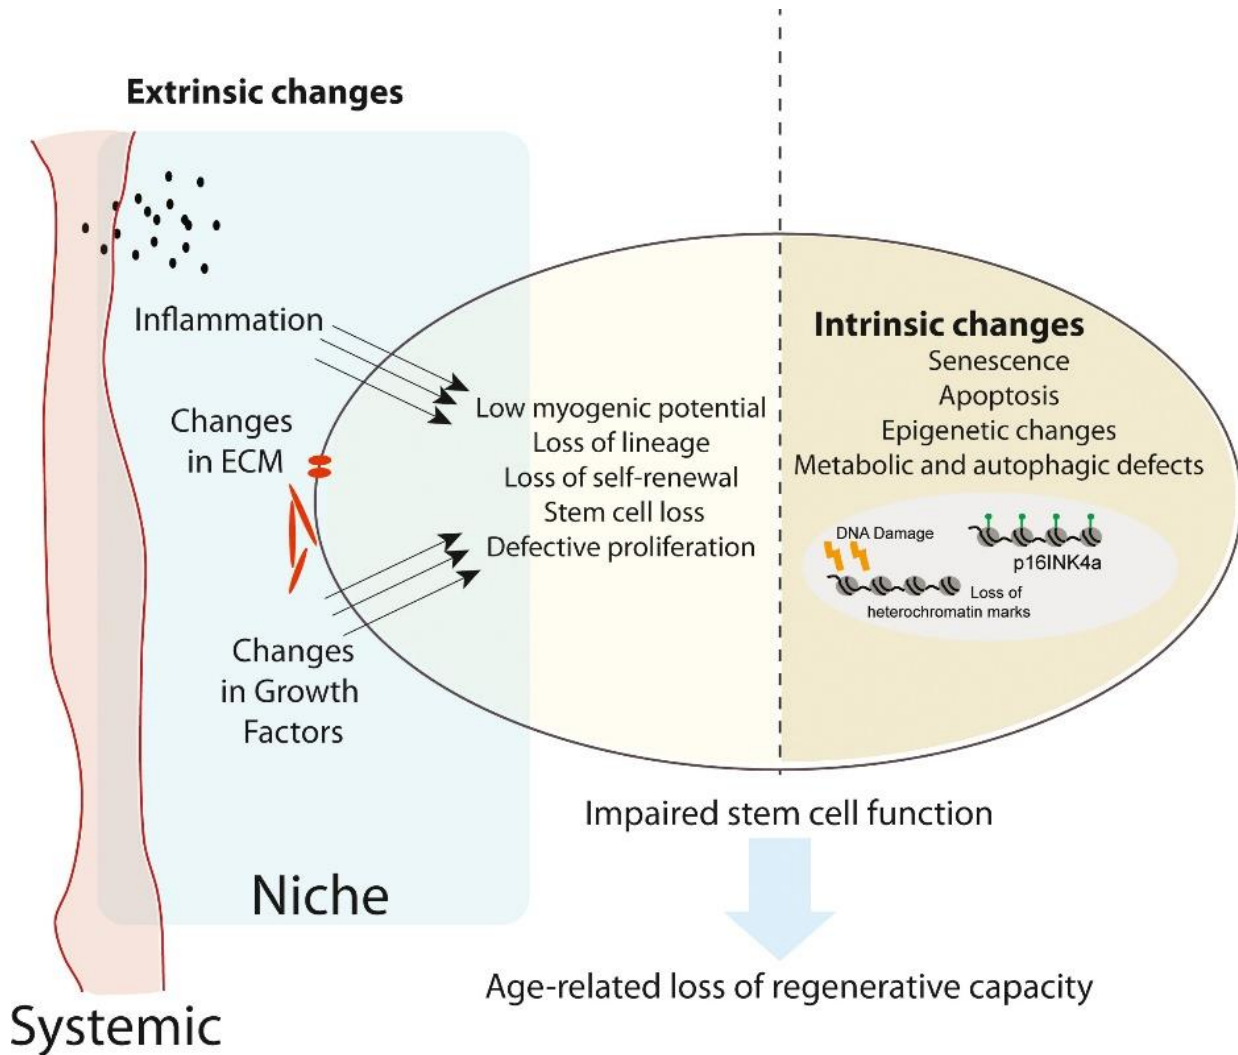 Extrinsic changes
Inflammation
Changes
in ECM
Changes
in Growth
Factors
Niche
Systemic
Low myogenic potential
Loss of lineage
Loss of self-renewal
Stem cell loss
Defective proliferation
Intrinsic changes
Senescence
Apoptosis
Epigenetic changes
Metabolic and autophagic defects
DNA Damage
p16INK4a
Loss of
heterochromatin marks
Impaired stem cell function
Age-related loss of regenerative capacity